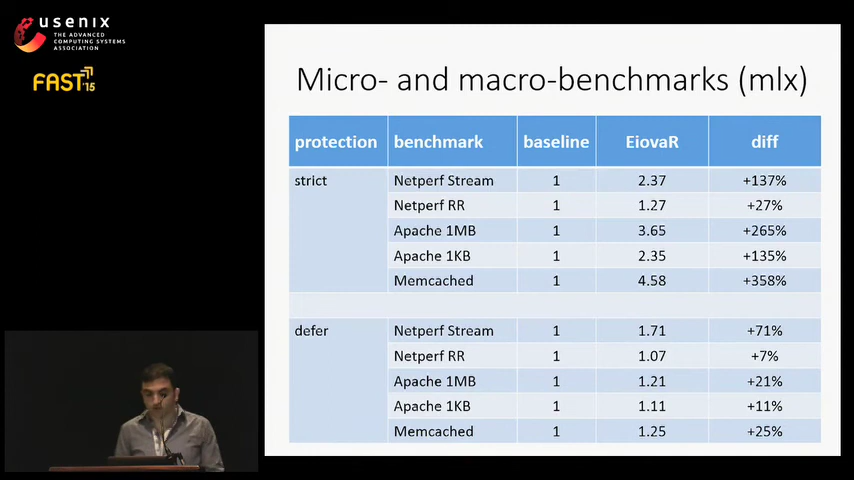 usenix
THE ADVANCED
COMPUTING SYSTEMS
ASSOCIATION
FAST '15
Micro- and macro-benchmarks (mlx)
protection benchmark baseline EiovaR diff
strict Netperf Stream 1 2.37 +137%
Netperf RR 1 1.27 +27%
Apache 1MB 1 3.65 +265%
Apache 1KB 1 2.35 +135%
Memcached 1 4.58 +358%
defer Netperf Stream 1 1.71 +71%
Netperf RR 1 1.07 +7%
Apache 1MB 1 1.21 +21%
Apache 1KB 1 1.11 +11%
Memcached 1 1.25 +25%
usenix